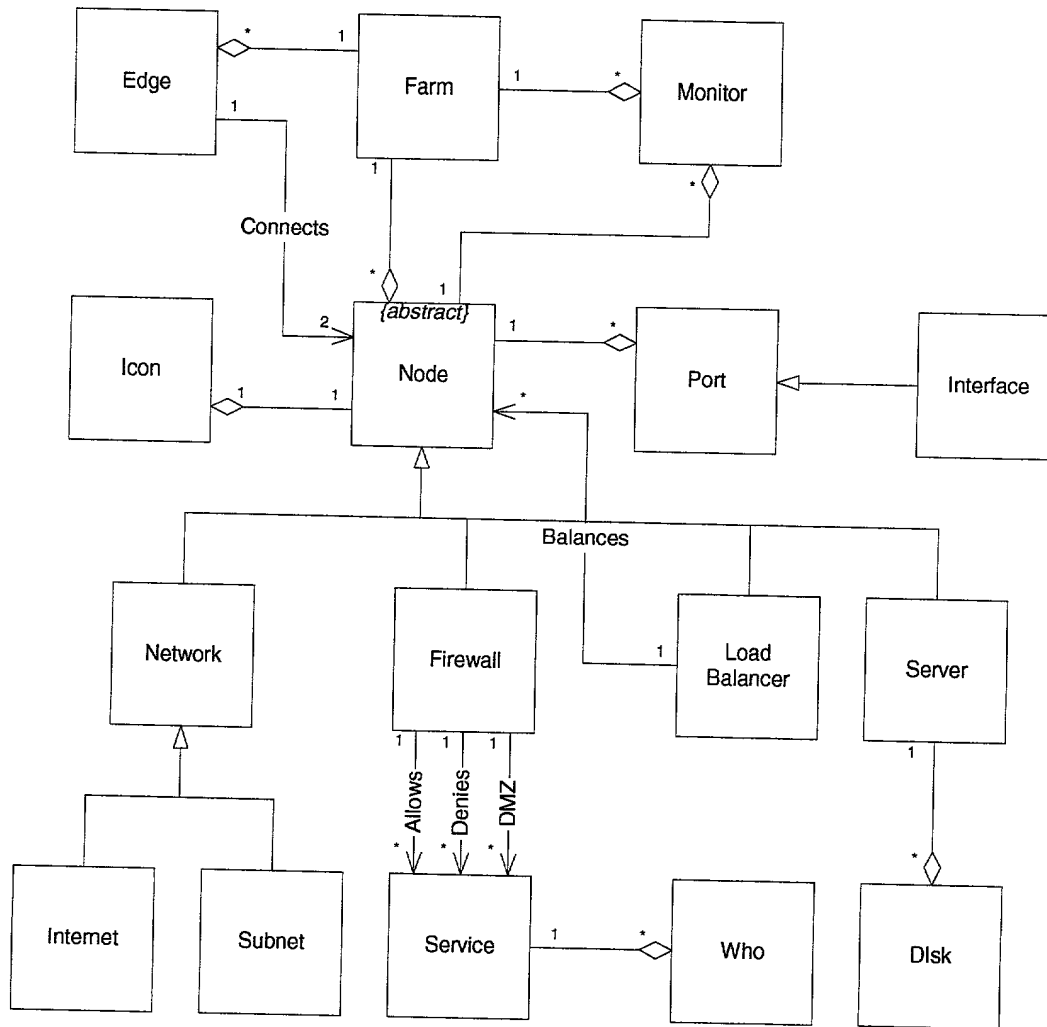 *
1
Edge
Farm
1
*
Monitor
1
1
*
Connects
*
1
{abstract}
2
1
*
Icon
Node
Port
Interface
1
1
*
Balances
Network
Firewall
1
Load
Balancer
Server
1
1
1
1
Allows
Denies
DMZ
*
*
*
*
Internet
Subnet
Service
1
*
Who
DIsk